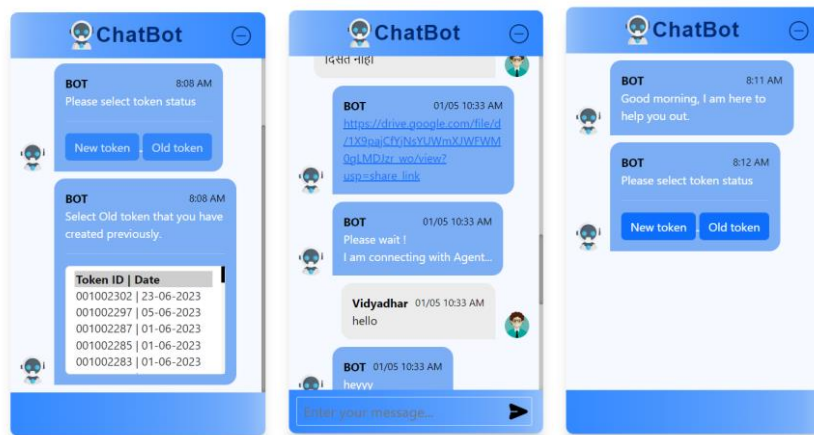 ChatBot
BOT 8:08 AM
Please select token status
New token Old token
BOT 8:08 AM
Select Old token that you have
created previously.
Token ID | Date
001002302 | 23-06-2023
001002297 | 05-06-2023
001002287 | 01-06-2023
001002285 | 01-06-2023
001002283 | 01-06-2023
ChatBot
दिसत नाही
BOT 01/05 10:33 AM
https://drive.google.com/file/d
/1X9pajCfYjNsYUWmXJWFWM
0gLMDJzr_wo/view?
usp=share_link
BOT 01/05 10:33 AM
Please wait !
I am connecting with Agent...
Vidyadhar 01/05 10:33 AM
hello
BOT 01/05 10:33 AM
heyyy
Enter your message...
ChatBot
BOT 8:11 AM
Good morning, I am here to
help you out.
BOT 8:12 AM
Please select token status
New token Old token